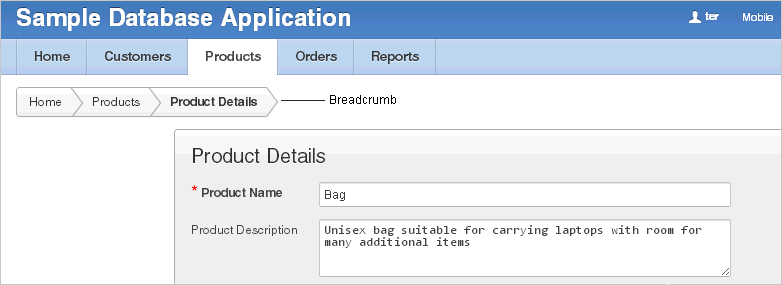 Sample Database Application
ter Mobile
Home Customers Products Orders Reports
Home Products Product Details Breadcrumb
Product Details
* Product Name Bag
Product Description Unisex bag suitable for carrying laptops with room for
many additional items